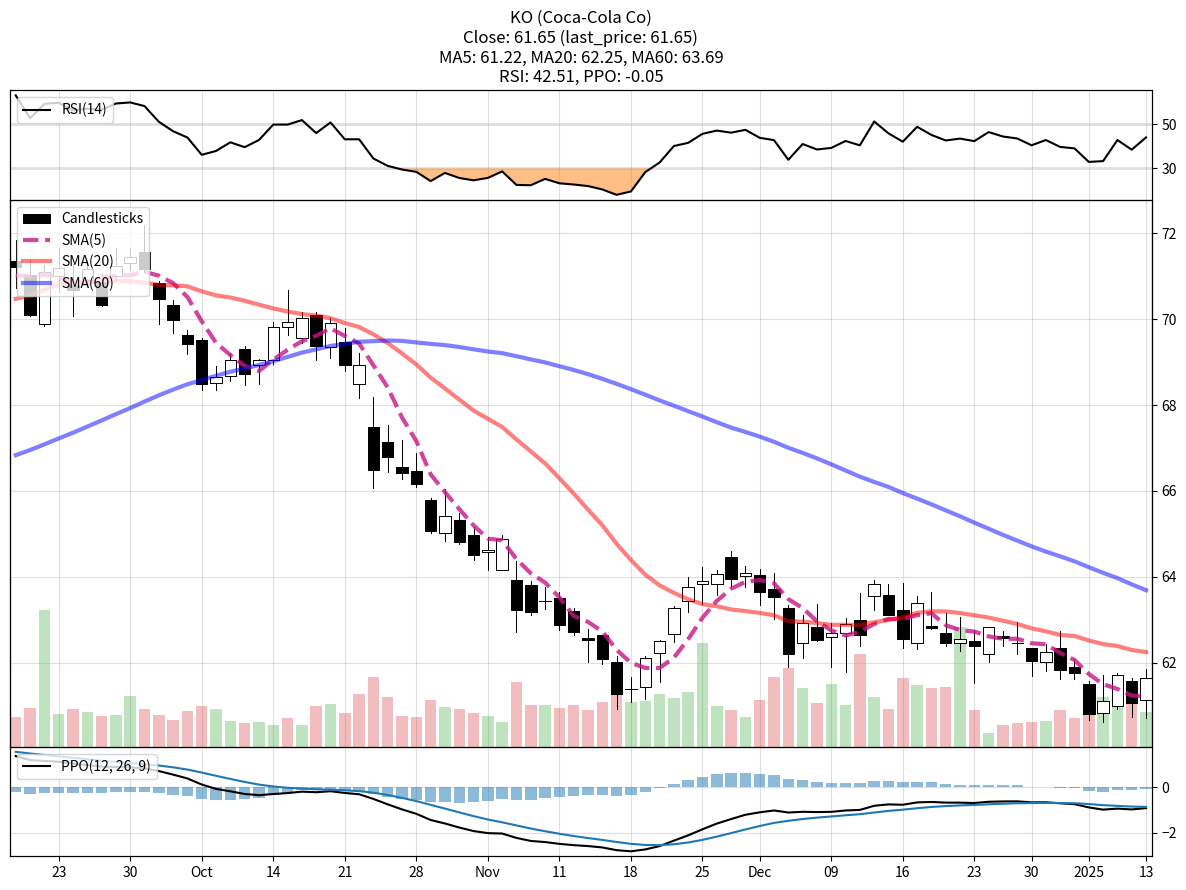 KO (Coca-Cola Co)
Close: 61.65 (last_price: 61.65)
MA5: 61.22, MA20: 62.25, MA60: 63.69
RSI: 42.51, PPO: -0.05
RSI(14)
50
30
Candlesticks
SMA(5)
SMA(20)
SMA(60)
72
70
68
66
64
62
PPO(12,26,9)
0
−2
23 30 Oct 14 21 28 Nov 11 18 25 Dec 09 16 23 30 2025 13